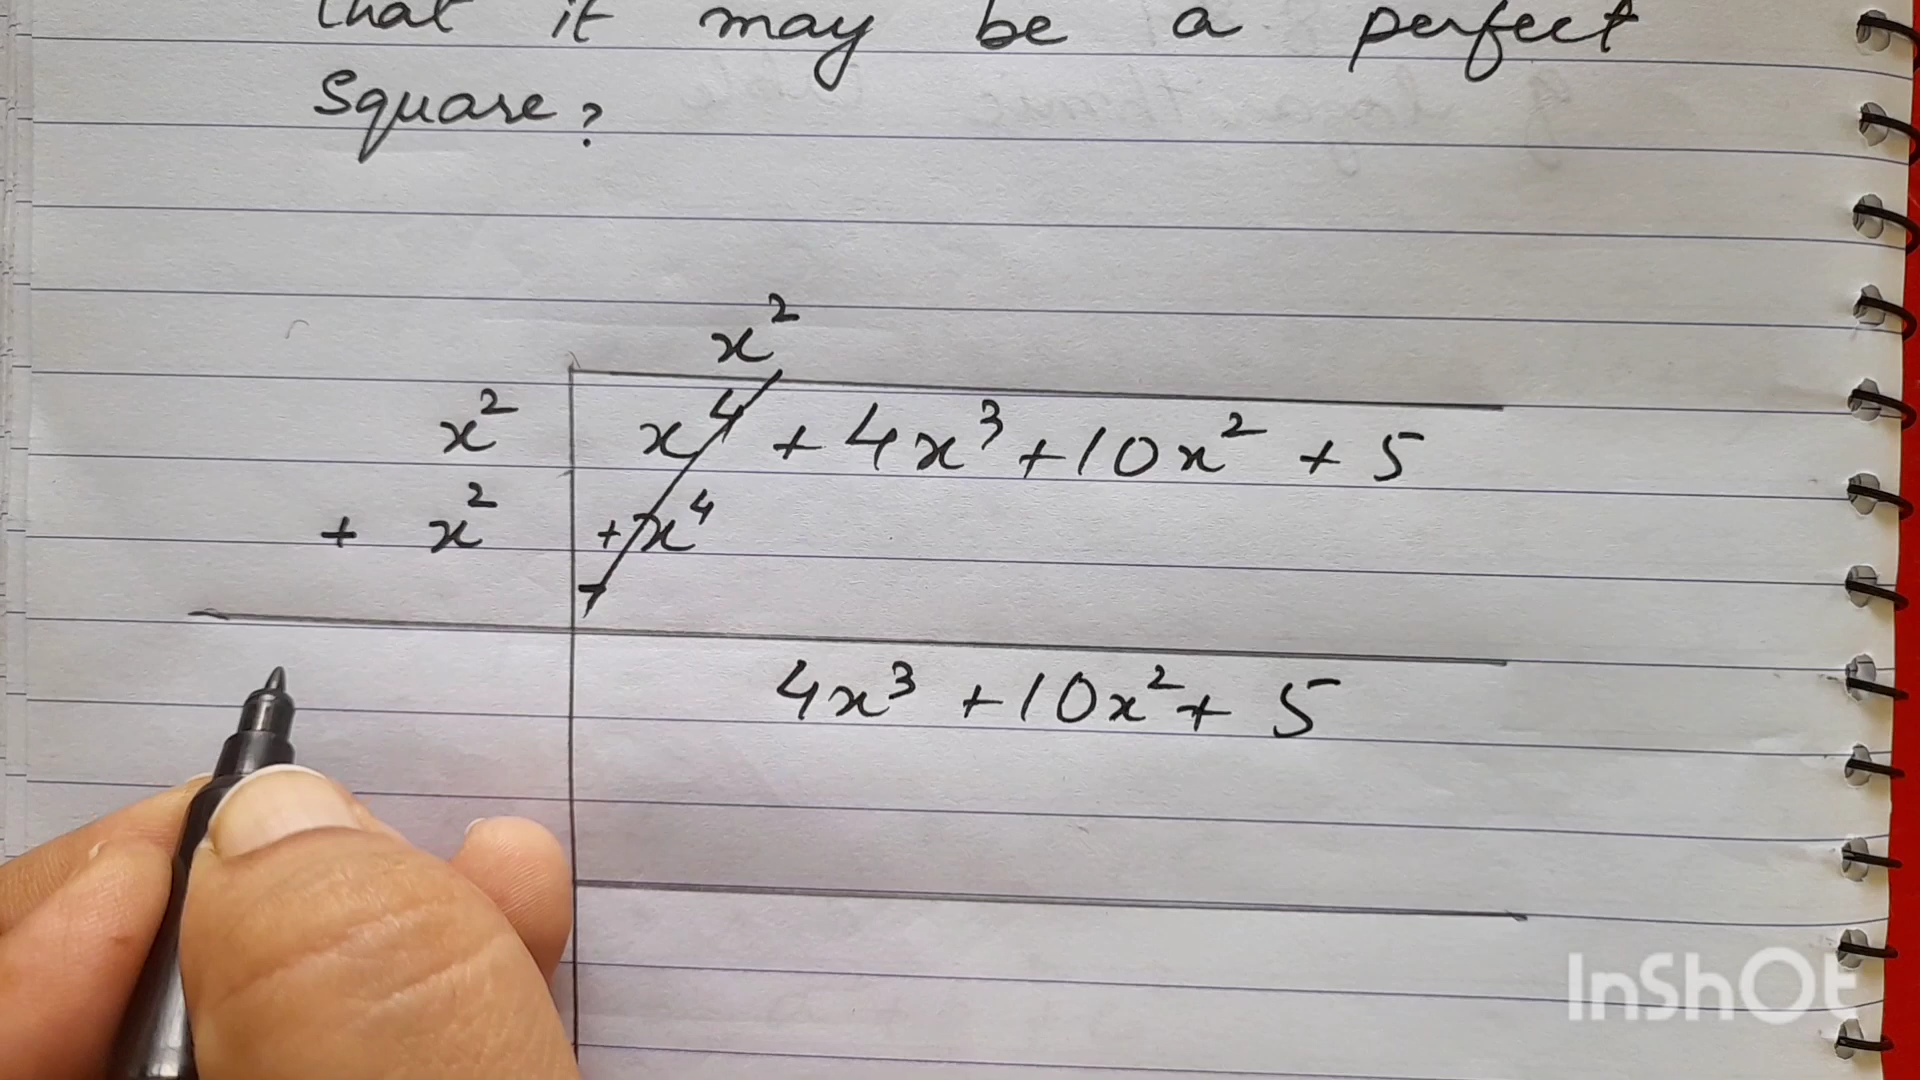 that it may be a perfect
Square?
x²
x² x⁴ + 4x³ + 10x² + 5
+ x² + x⁴
-
4x³ + 10x² + 5
InShOt